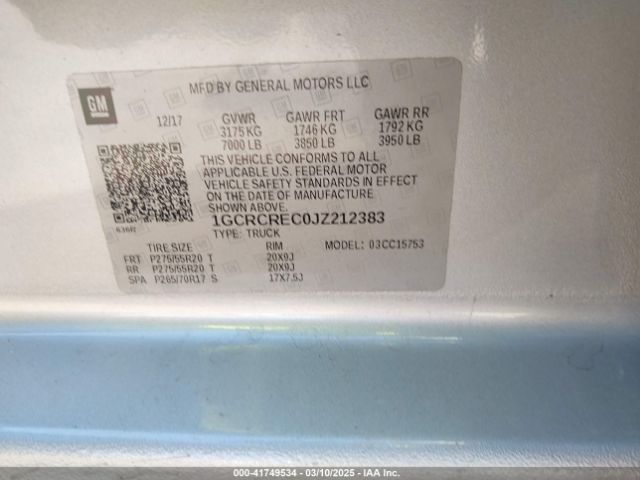 MFD BY GENERAL MOTORS LLC
GM
12/17 GVWR GAWR FRT GAWR RR
3175 KG 1746 KG 1792 KG
7000 LB 3850 LB 3950 LB
THIS VEHICLE CONFORMS TO ALL
APPLICABLE U.S. FEDERAL MOTOR
VEHICLE SAFETY STANDARDS IN EFFECT
ON THE DATE OF MANUFACTURE
SHOWN ABOVE.
1GCRCREC0JZ212383
TYPE: TRUCK
TIRE SIZE RIM MODEL: 03CC15753
FRT P275/55R20 T 20X9J
RR P275/55R20 T 20X9J
SPA P265/70R17 S 17X7.5J
000-41749534 - 03/10/2025 - IAA Inc.